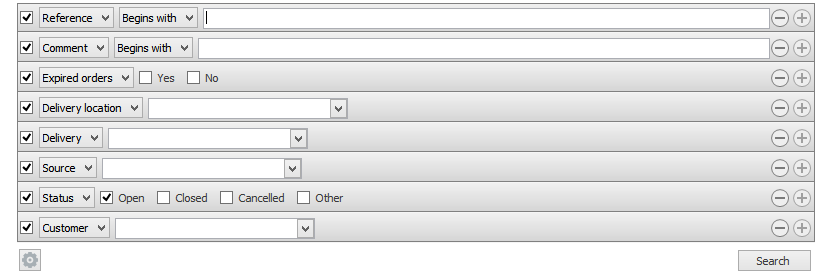 Reference Begins with
Comment Begins with
Expired orders Yes No
Delivery location
Delivery
Source
Status Open Closed Cancelled Other
Customer
Search